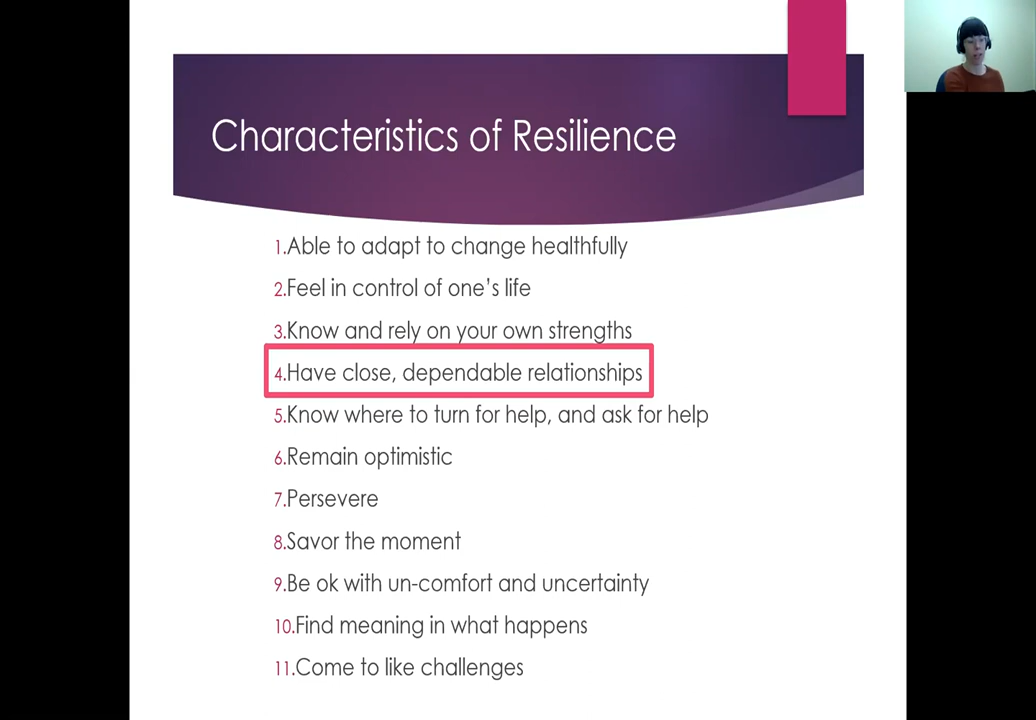 Characteristics of Resilience
1.Able to adapt to change healthfully
2.Feel in control of one's life
3.Know and rely on your own strengths
4.Have close, dependable relationships
5.Know where to turn for help, and ask for help
6.Remain optimistic
7.Persevere
8.Savor the moment
9.Be ok with un-comfort and uncertainty
10.Find meaning in what happens
11.Come to like challenges